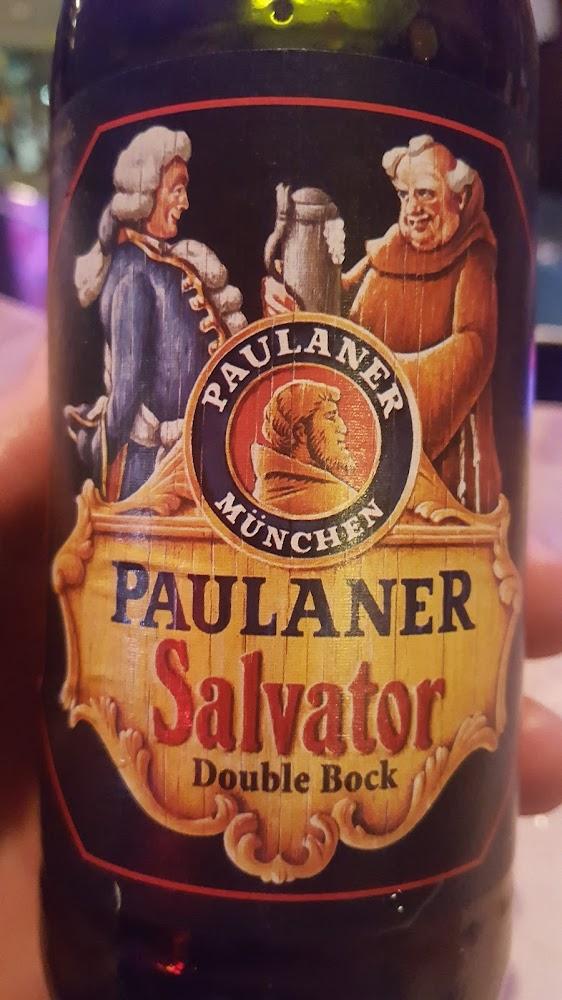 PAULANER
MÜNCHEN
PAULANER
Salvator
Double Bock